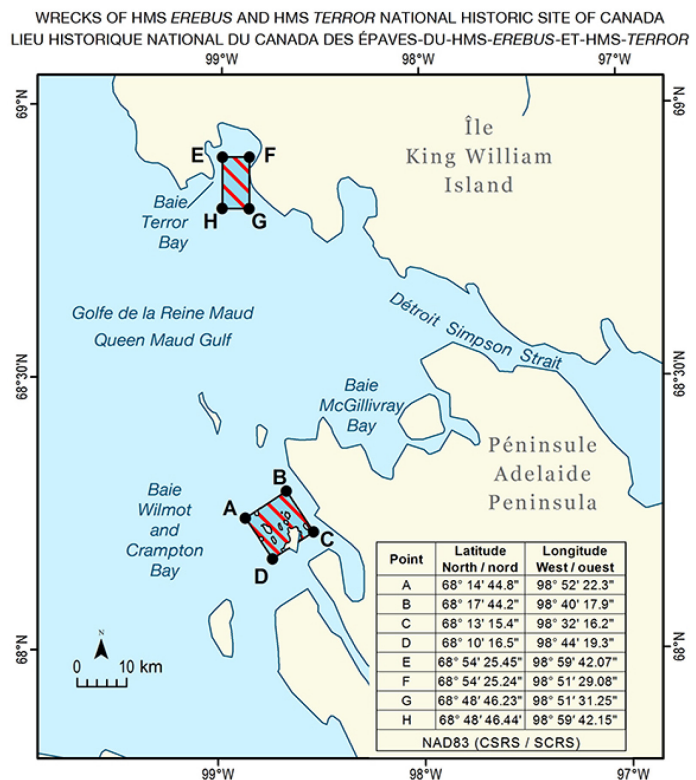 WRECKS OF HMS EREBUS AND HMS TERROR NATIONAL HISTORIC SITE OF CANADA
LIEU HISTORIQUE NATIONAL DU CANADA DES ÉPAVES-DU-HMS-EREBUS-ET-HMS-TERROR
99°W 98°W 97°W
69°N 69°N
Île
King William
Island
E F
H G
Baie
Terror
Bay
Golfe de la Reine Maud
Queen Maud Gulf
Détroit Simpson Strait
68°30'N 68°30'N
Baie
McGillivray
Bay
Péninsule
Adelaide
Peninsula
Baie
Wilmot
and
Crampton
Bay
B
A
C
D
Point Latitude North / nord Longitude West / ouest
A 68° 14' 44.8" 98° 52' 22.3"
B 68° 17' 44.2" 98° 40' 17.9"
C 68° 13' 15.4" 98° 32' 16.2"
D 68° 10' 16.5" 98° 44' 19.3"
E 68° 54' 25.45" 98° 59' 42.07"
F 68° 54' 25.24" 98° 51' 29.08"
G 68° 48' 46.23" 98° 51' 31.25"
H 68° 48' 46.44' 98° 59' 42.15"
NAD83 (CSRS / SCRS)
68°N 68°N
N
0 10 km
99°W 98°W 97°W